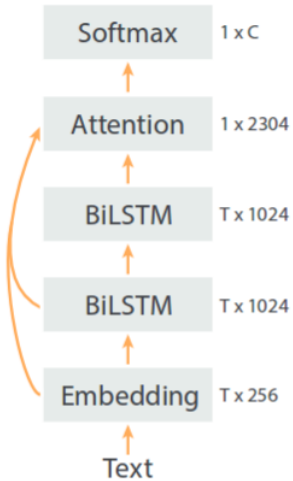 Softmax 1 x C
Attention 1 x 2304
BiLSTM T x 1024
BiLSTM T x 1024
Embedding T x 256
Text